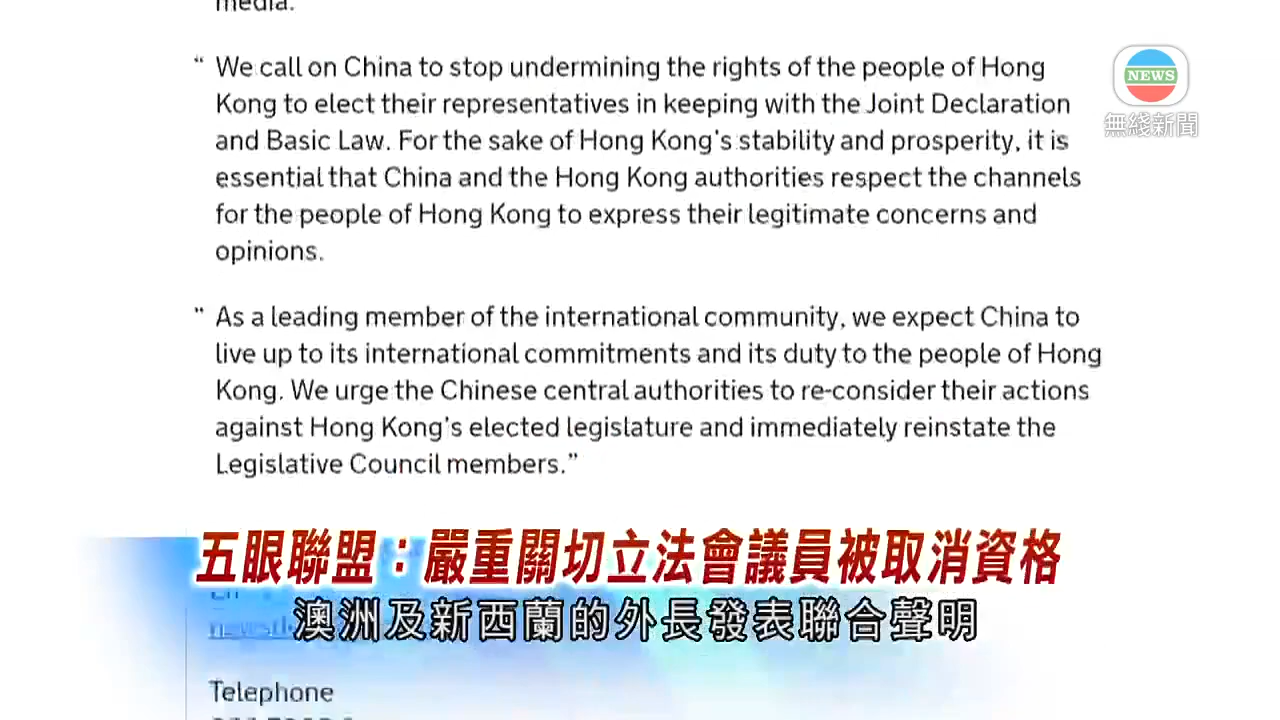 media.
“ We call on China to stop undermining the rights of the people of Hong
Kong to elect their representatives in keeping with the Joint Declaration
and Basic Law. For the sake of Hong Kong's stability and prosperity, it is
essential that China and the Hong Kong authorities respect the channels
for the people of Hong Kong to express their legitimate concerns and
opinions.
“ As a leading member of the international community, we expect China to
live up to its international commitments and its duty to the people of Hong
Kong. We urge the Chinese central authorities to re-consider their actions
against Hong Kong's elected legislature and immediately reinstate the
Legislative Council members.”
NEWS
無綫新聞
五眼聯盟：嚴重關切立法會議員被取消資格
澳洲及新西蘭的外長發表聯合聲明
Telephone